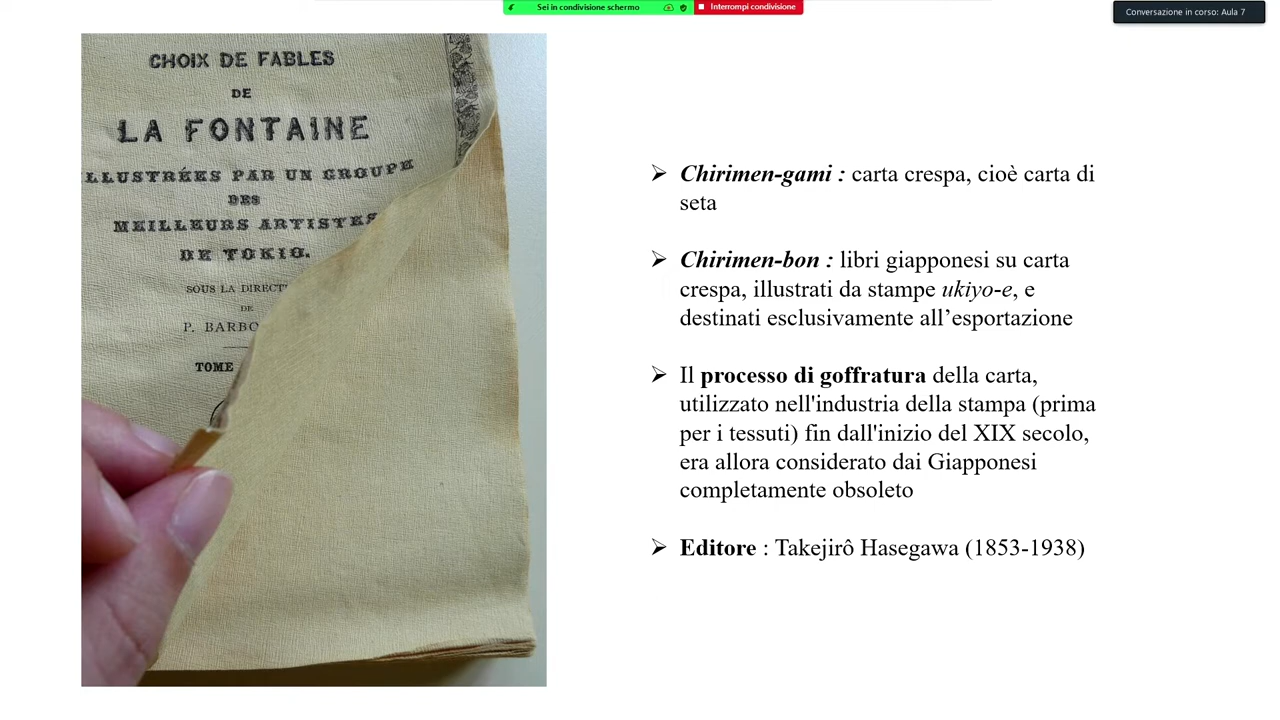 Sei in condivisione schermo
Interrompi condivisione
Conversazione in corso: Aula 7
CHOIX DE FABLES
DE
LA FONTAINE
ILLUSTRÉES PAR UN GROUPE
DES
MEILLEURS ARTISTES
DE TOKIO.
SOUS LA DIRECT
DE
P. BARBO
TOME
➢ Chirimen-gami : carta crespa, cioè carta di
seta
➢ Chirimen-bon : libri giapponesi su carta
crespa, illustrati da stampe ukiyo-e, e
destinati esclusivamente all’esportazione
➢ Il processo di goffratura della carta,
utilizzato nell'industria della stampa (prima
per i tessuti) fin dall'inizio del XIX secolo,
era allora considerato dai Giapponesi
completamente obsoleto
➢ Editore : Takejirô Hasegawa (1853-1938)